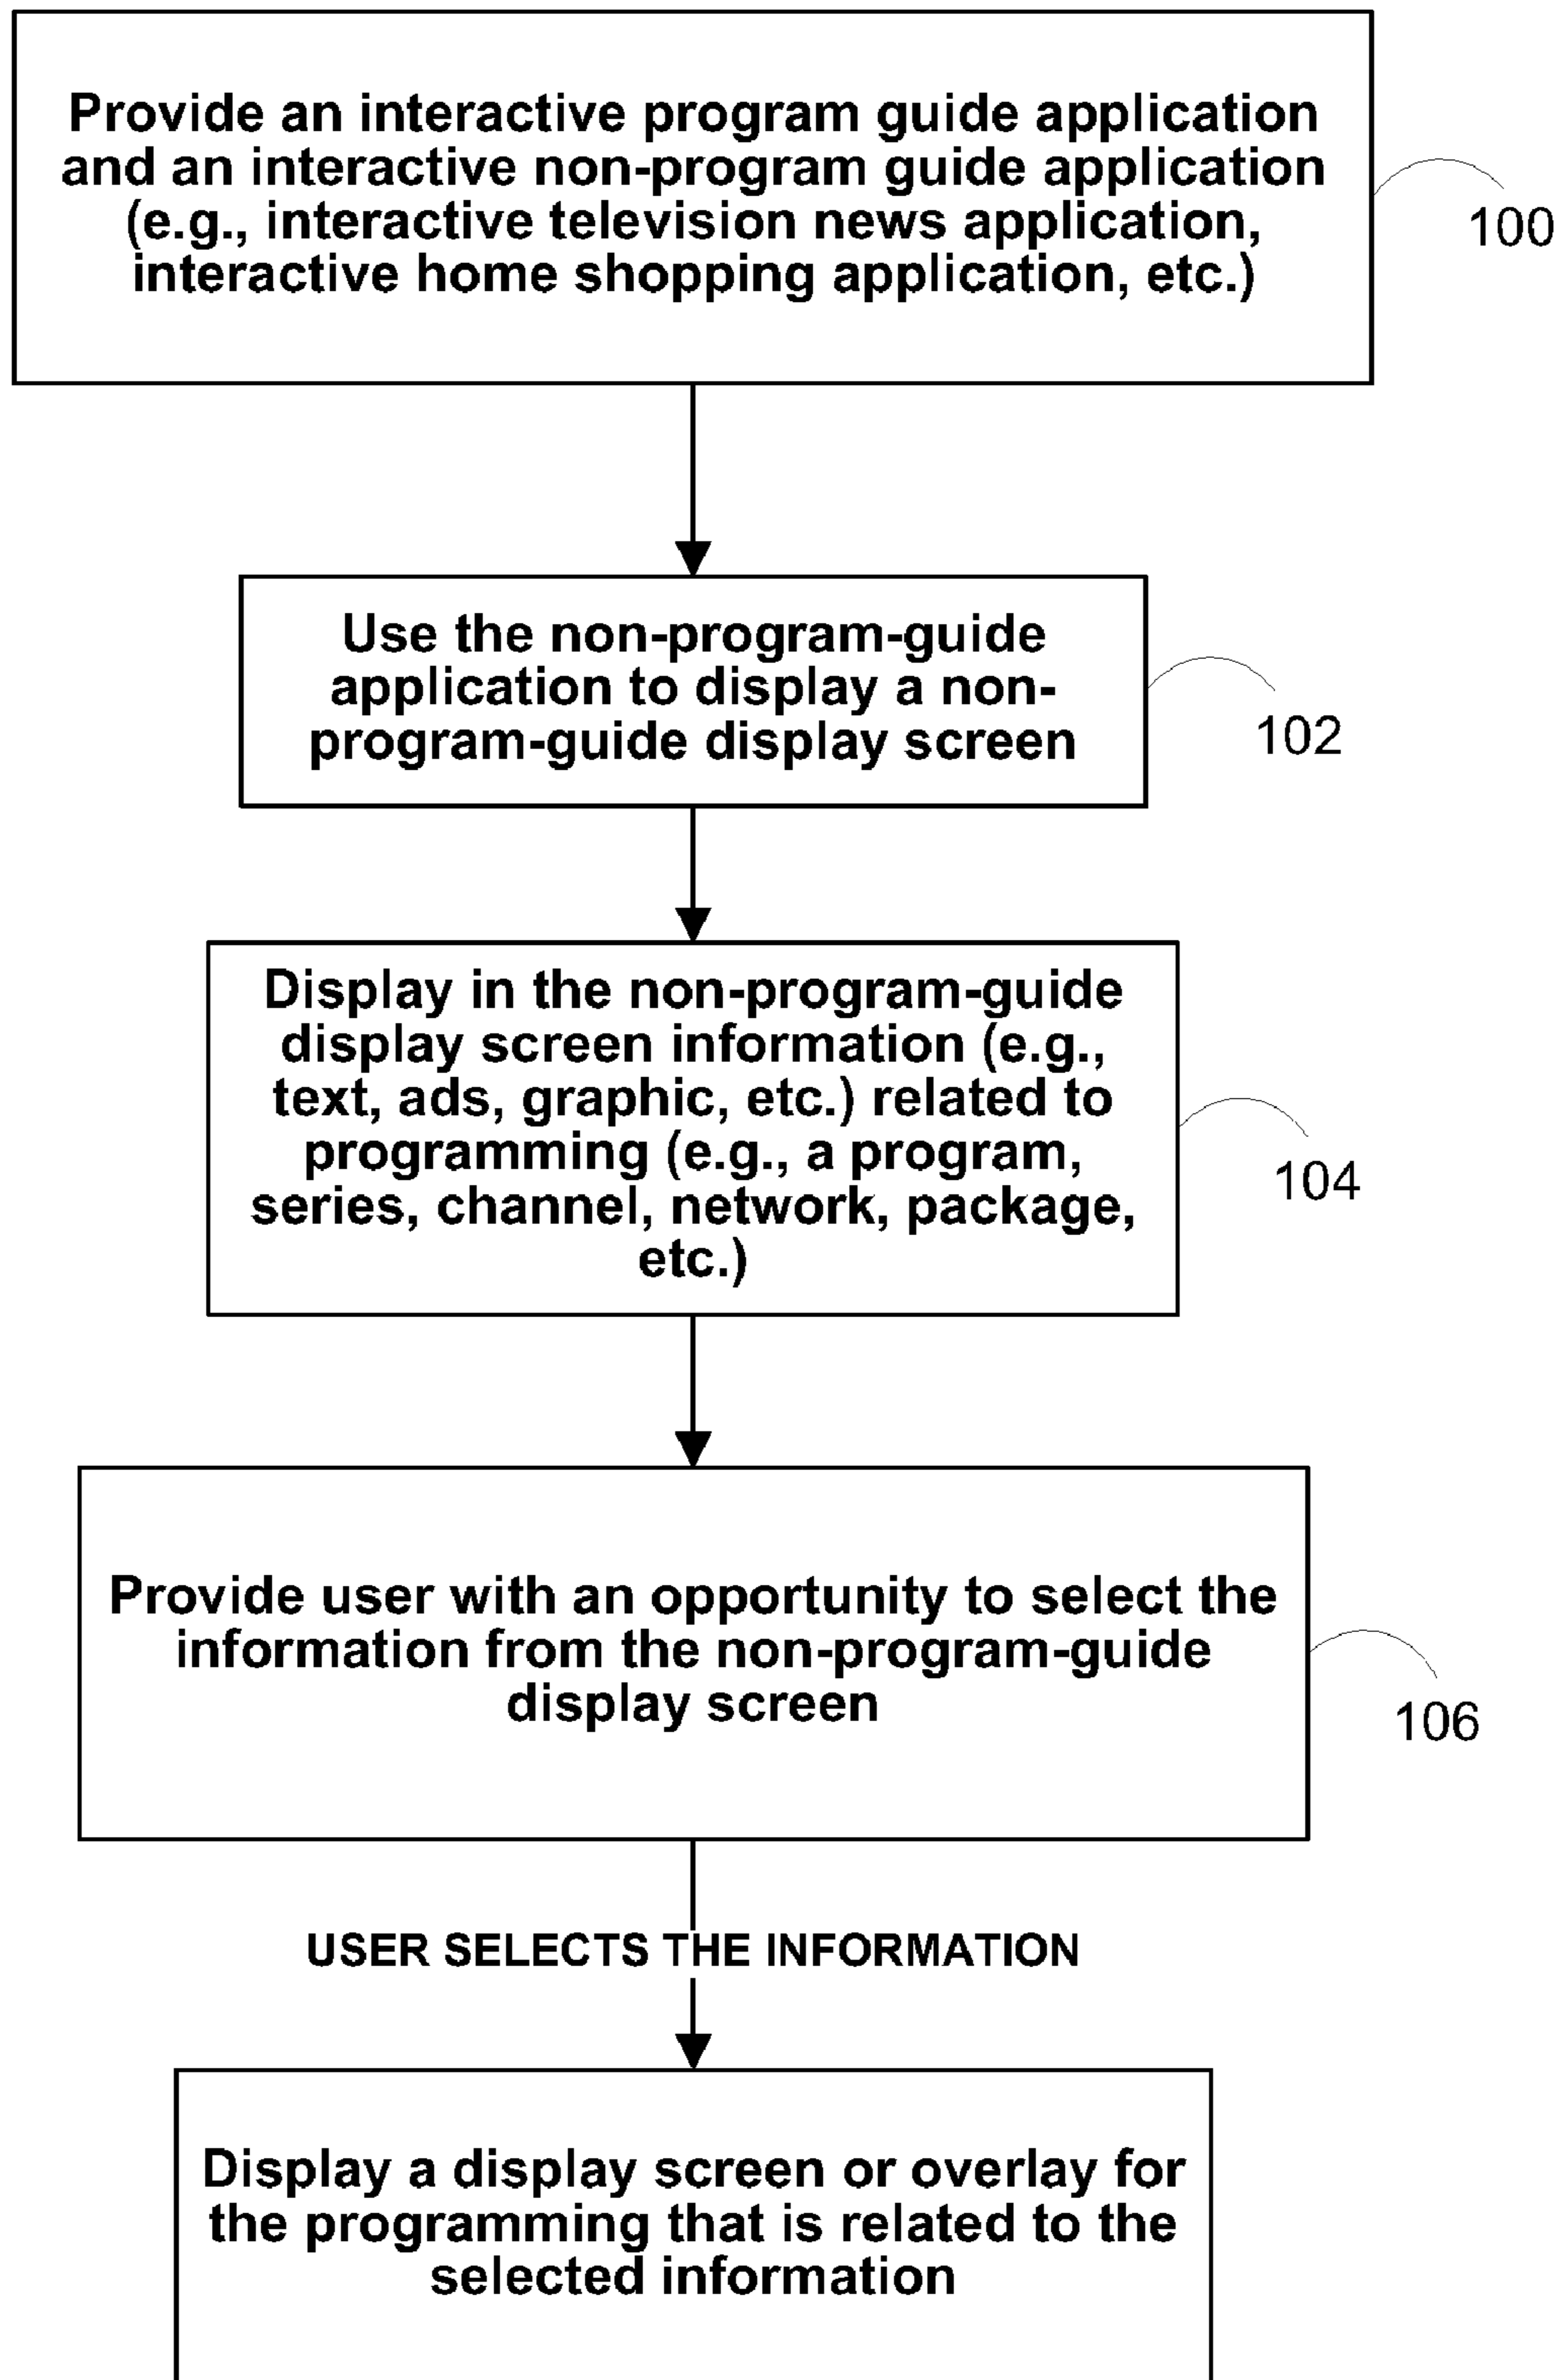 Provide an interactive program guide application
and an interactive non-program guide application
(e.g., interactive television news application,
interactive home shopping application, etc.)
100
Use the non-program-guide
application to display a non-
program-guide display screen
102
Display in the non-program-guide
display screen information (e.g.,
text, ads, graphic, etc.) related to
programming (e.g., a program,
series, channel, network, package,
etc.)
104
Provide user with an opportunity to select the
information from the non-program-guide
display screen
106
USER SELECTS THE INFORMATION
Display a display screen or overlay for
the programming that is related to the
selected information